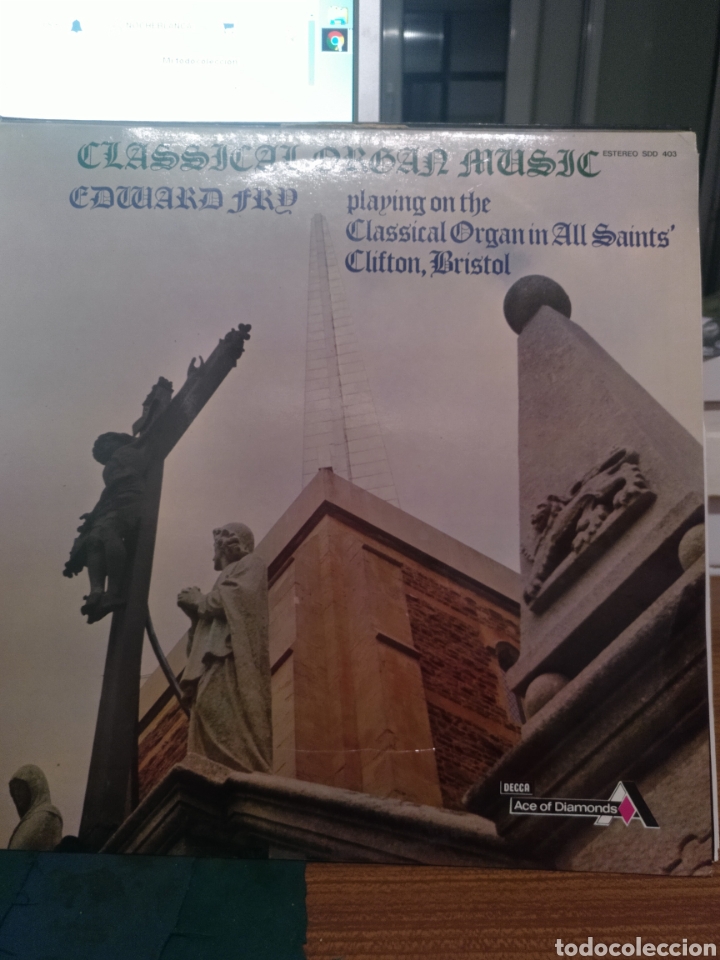 CLASSICAL ORGAN MUSIC
ESTEREO SDD 403
EDWARD FRY
playing on the
Classical Organ in All Saints'
Clifton, Bristol
DECCA
Ace of Diamonds
todocoleccion